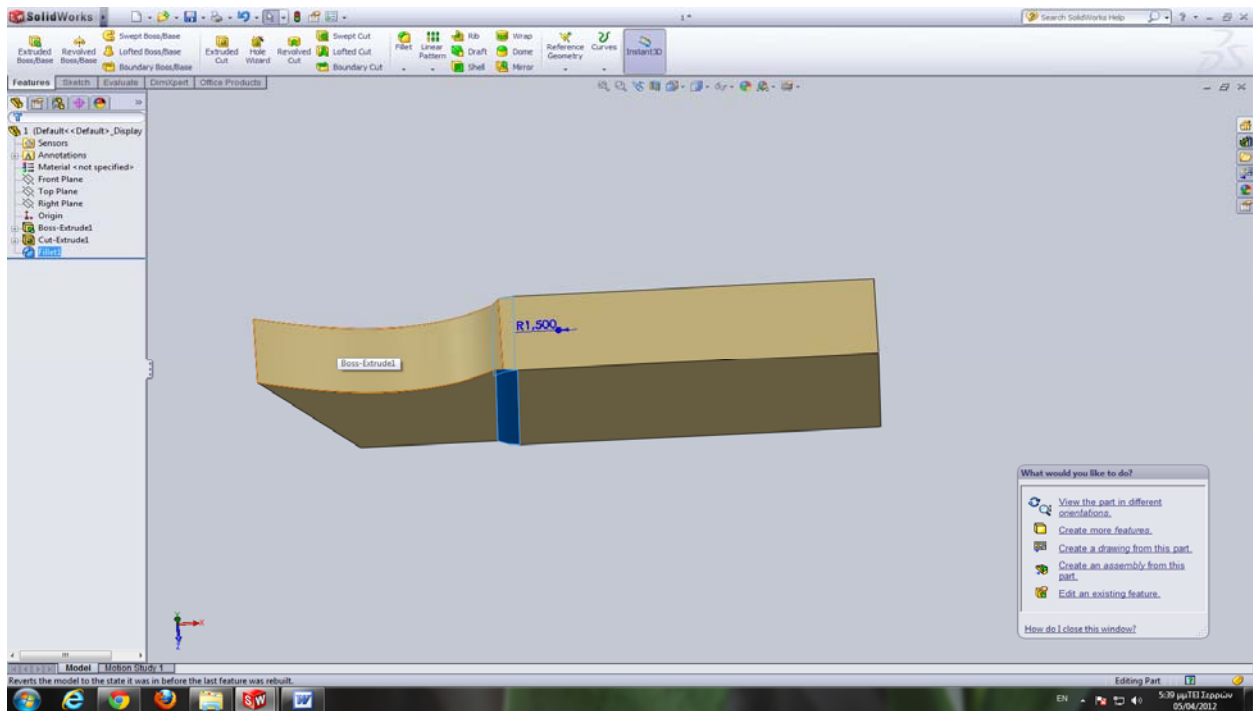 SolidWorks
1 *
Search SolidWorks Help
Extruded Boss/Base
Revolved Boss/Base
Swept Boss/Base
Lofted Boss/Base
Boundary Boss/Base
Extruded Cut
Hole Wizard
Revolved Cut
Swept Cut
Lofted Cut
Boundary Cut
Fillet
Linear Pattern
Rib
Draft
Shell
Wrap
Dome
Mirror
Reference Geometry
Curves
Instant3D
Features Sketch Evaluate DimXpert Office Products
1 (Default<<Default>_Display
Sensors
Annotations
Material <not specified>
Front Plane
Top Plane
Right Plane
Origin
Boss-Extrude1
Cut-Extrude1
Fillet1
R1,500
Boss-Extrude1
What would you like to do?
View the part in different
orientations.
Create more features.
Create a drawing from this part.
Create an assembly from this
part.
Edit an existing feature.
How do I close this window?
Y
X
Z
Model Motion Study 1
Reverts the model to the state it was in before the last feature was rebuilt.
Editing Part
EN
5:39 μμΤΕΙ Σερρών
05/04/2012